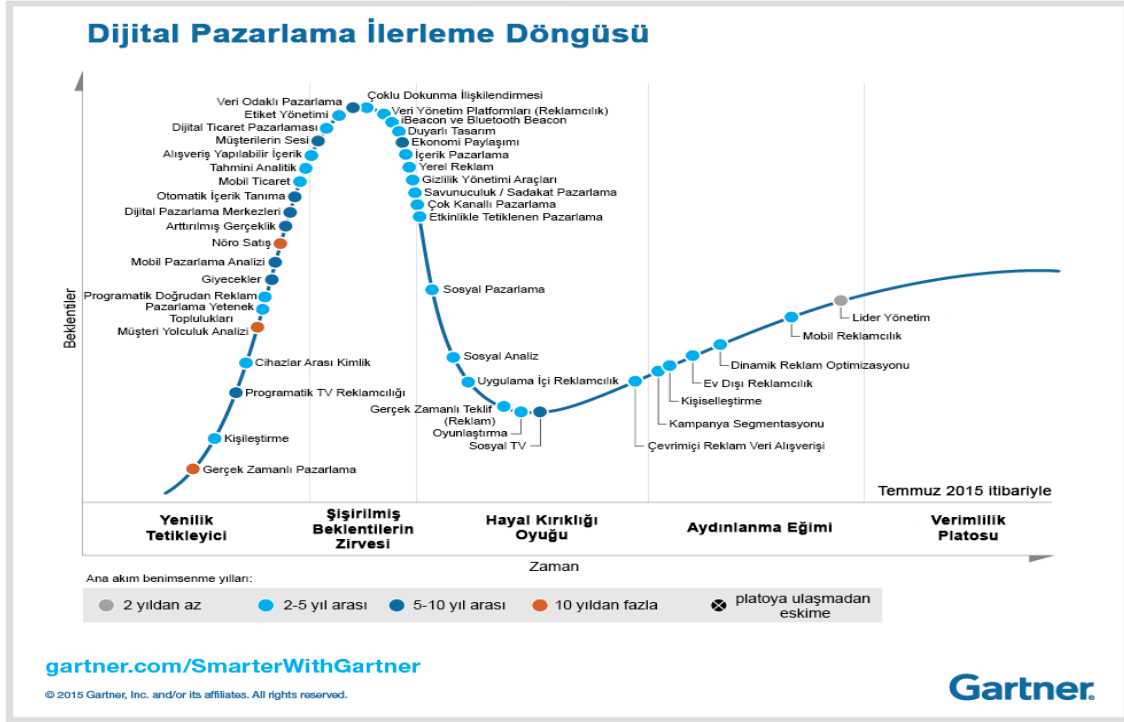 Dijital Pazarlama İlerleme Döngüsü
Beklentiler
Veri Odaklı Pazarlama
Etiket Yönetimi
Dijital Ticaret Pazarlaması
Müşterilerin Sesi
Alışveriş Yapılabilir İçerik
Tahmini Analitik
Mobil Ticaret
Otomatik İçerik Tanıma
Dijital Pazarlama Merkezleri
Arttırılmış Gerçeklik
Nöro Satış
Mobil Pazarlama Analizi
Giyecekler
Programatik Doğrudan Reklam
Pazarlama Yetenek
Toplulukları
Müşteri Yolculuk Analizi
Cihazlar Arası Kimlik
Programatik TV Reklamcılığı
Kişileştirme
Gerçek Zamanlı Pazarlama
Çoklu Dokunma İlişkilendirmesi
Veri Yönetim Platformları (Reklamcılık)
iBeacon ve Bluetooth Beacon
Duyarlı Tasarım
Ekonomi Paylaşımı
İçerik Pazarlama
Yerel Reklam
Gizlilik Yönetimi Araçları
Savunuculuk / Sadakat Pazarlama
Çok Kanallı Pazarlama
Etkinlikle Tetiklenen Pazarlama
Sosyal Pazarlama
Sosyal Analiz
Uygulama İçi Reklamcılık
Gerçek Zamanlı Teklif
(Reklam)
Oyunlaştırma
Sosyal TV
Lider Yönetim
Mobil Reklamcılık
Dinamik Reklam Optimizasyonu
Ev Dışı Reklamcılık
Kişiselleştirme
Kampanya Segmentasyonu
Çevrimiçi Reklam Veri Alışverişi
Temmuz 2015 itibariyle
Yenilik
Tetikleyici
Şişirilmiş
Beklentilerin
Zirvesi
Hayal Kırıklığı
Oyuğu
Aydınlanma Eğimi
Verimlilik
Platosu
Zaman
Ana akım benimsenme yılları:
2 yıldan az
2-5 yıl arası
5-10 yıl arası
10 yıldan fazla
platoya ulaşmadan
eskime
gartner.com/SmarterWithGartner
© 2015 Gartner, Inc. and/or its affiliates. All rights reserved.
Gartner.